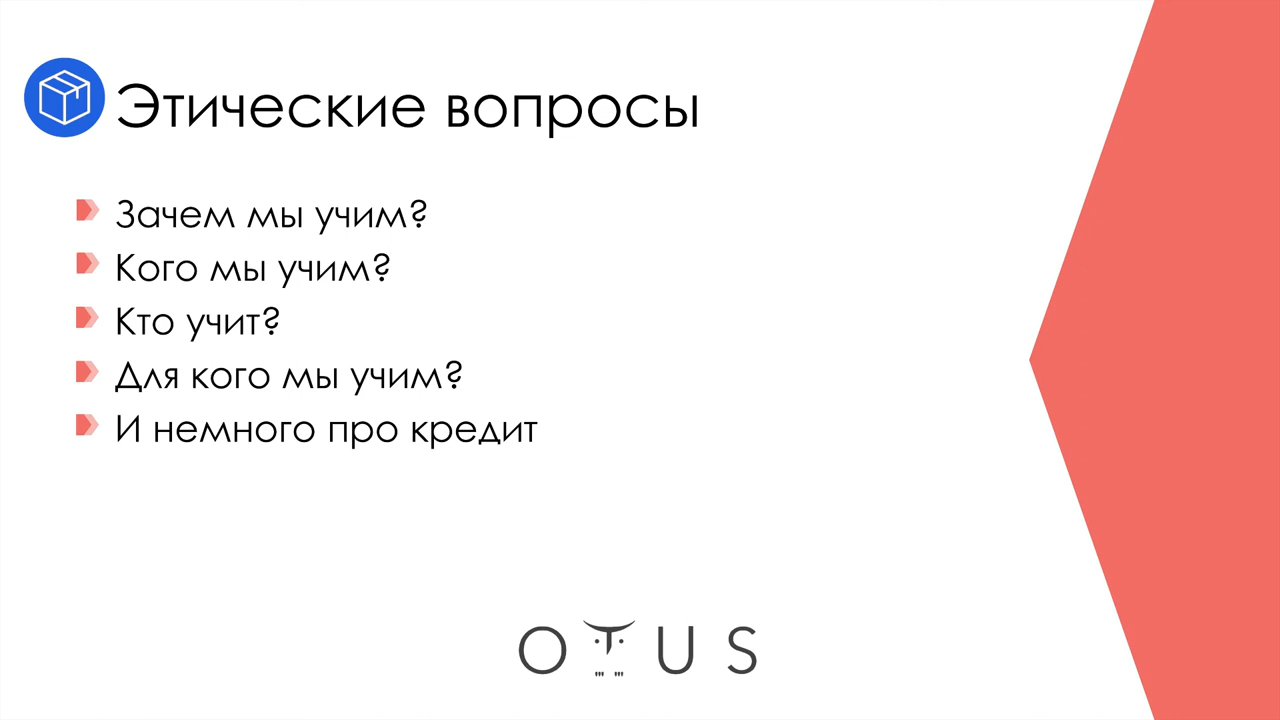 Этические вопросы
Зачем мы учим?
Кого мы учим?
Кто учит?
Для кого мы учим?
И немного про кредит
OTUS